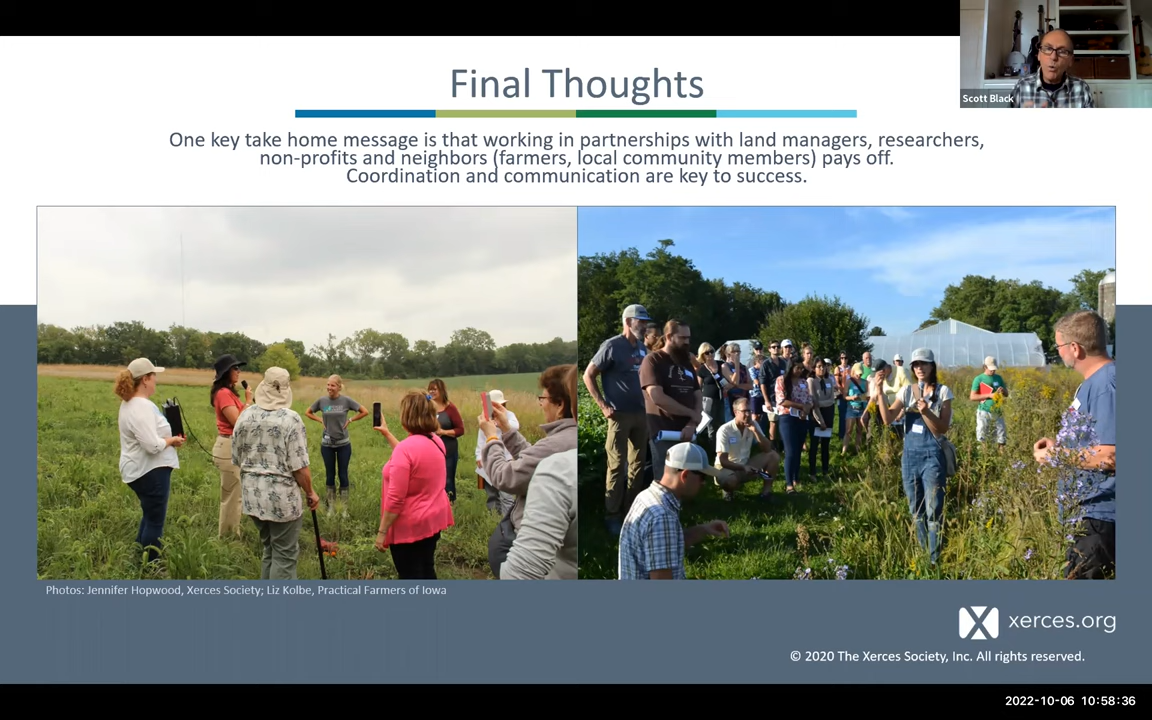 Final Thoughts
Scott Black
One key take home message is that working in partnerships with land managers, researchers,
non-profits and neighbors (farmers, local community members) pays off.
Coordination and communication are key to success.
Photos: Jennifer Hopwood, Xerces Society; Liz Kolbe, Practical Farmers of Iowa
xerces.org
© 2020 The Xerces Society, Inc. All rights reserved.
2022-10-06 10:58:36